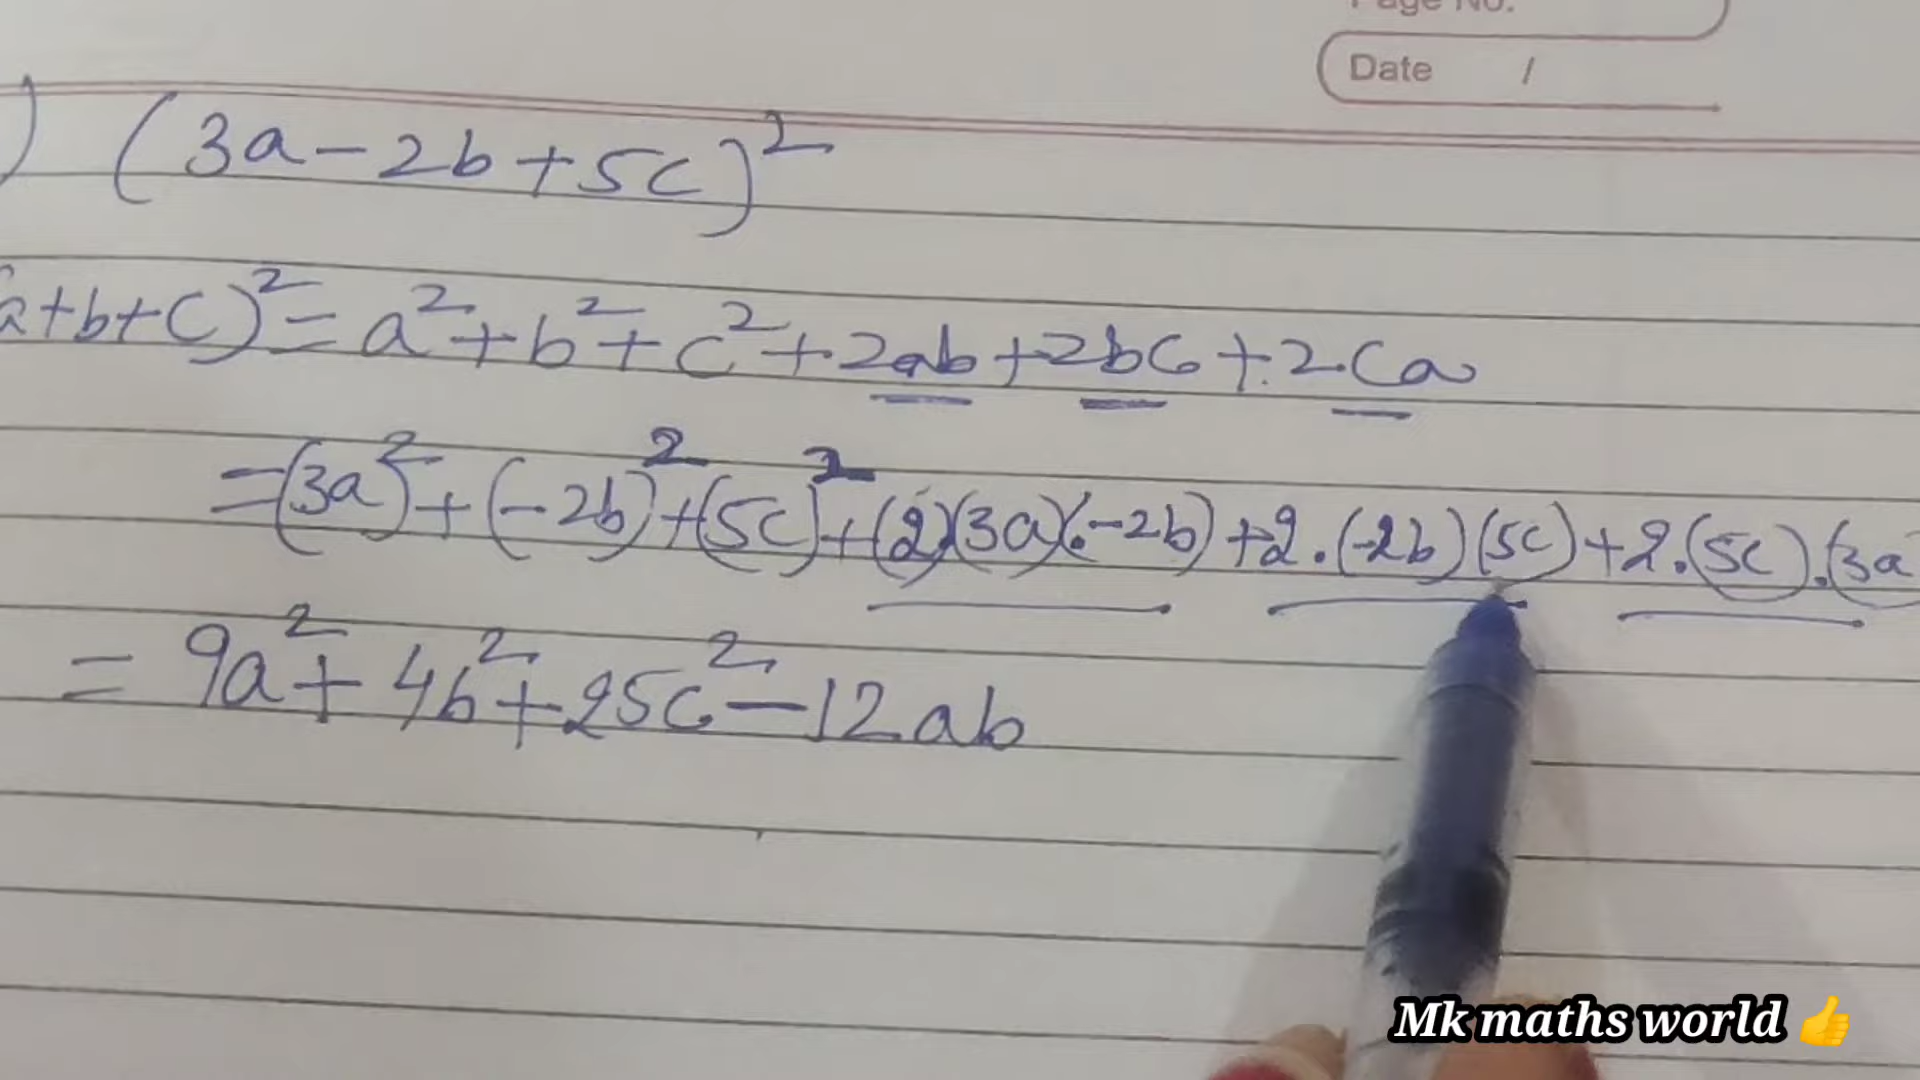 Page No.
Date /
) (3a-2b+5c)²
(a+b+c)² = a²+b²+c²+2ab+2bc+2ca
=(3a)²+(-2b)²+(5c)²+(2)(3a)(-2b)+2.(-2b)(5c)+2.(5c).(3a
= 9a²+4b²+25c²-12ab
Mk maths world 👍